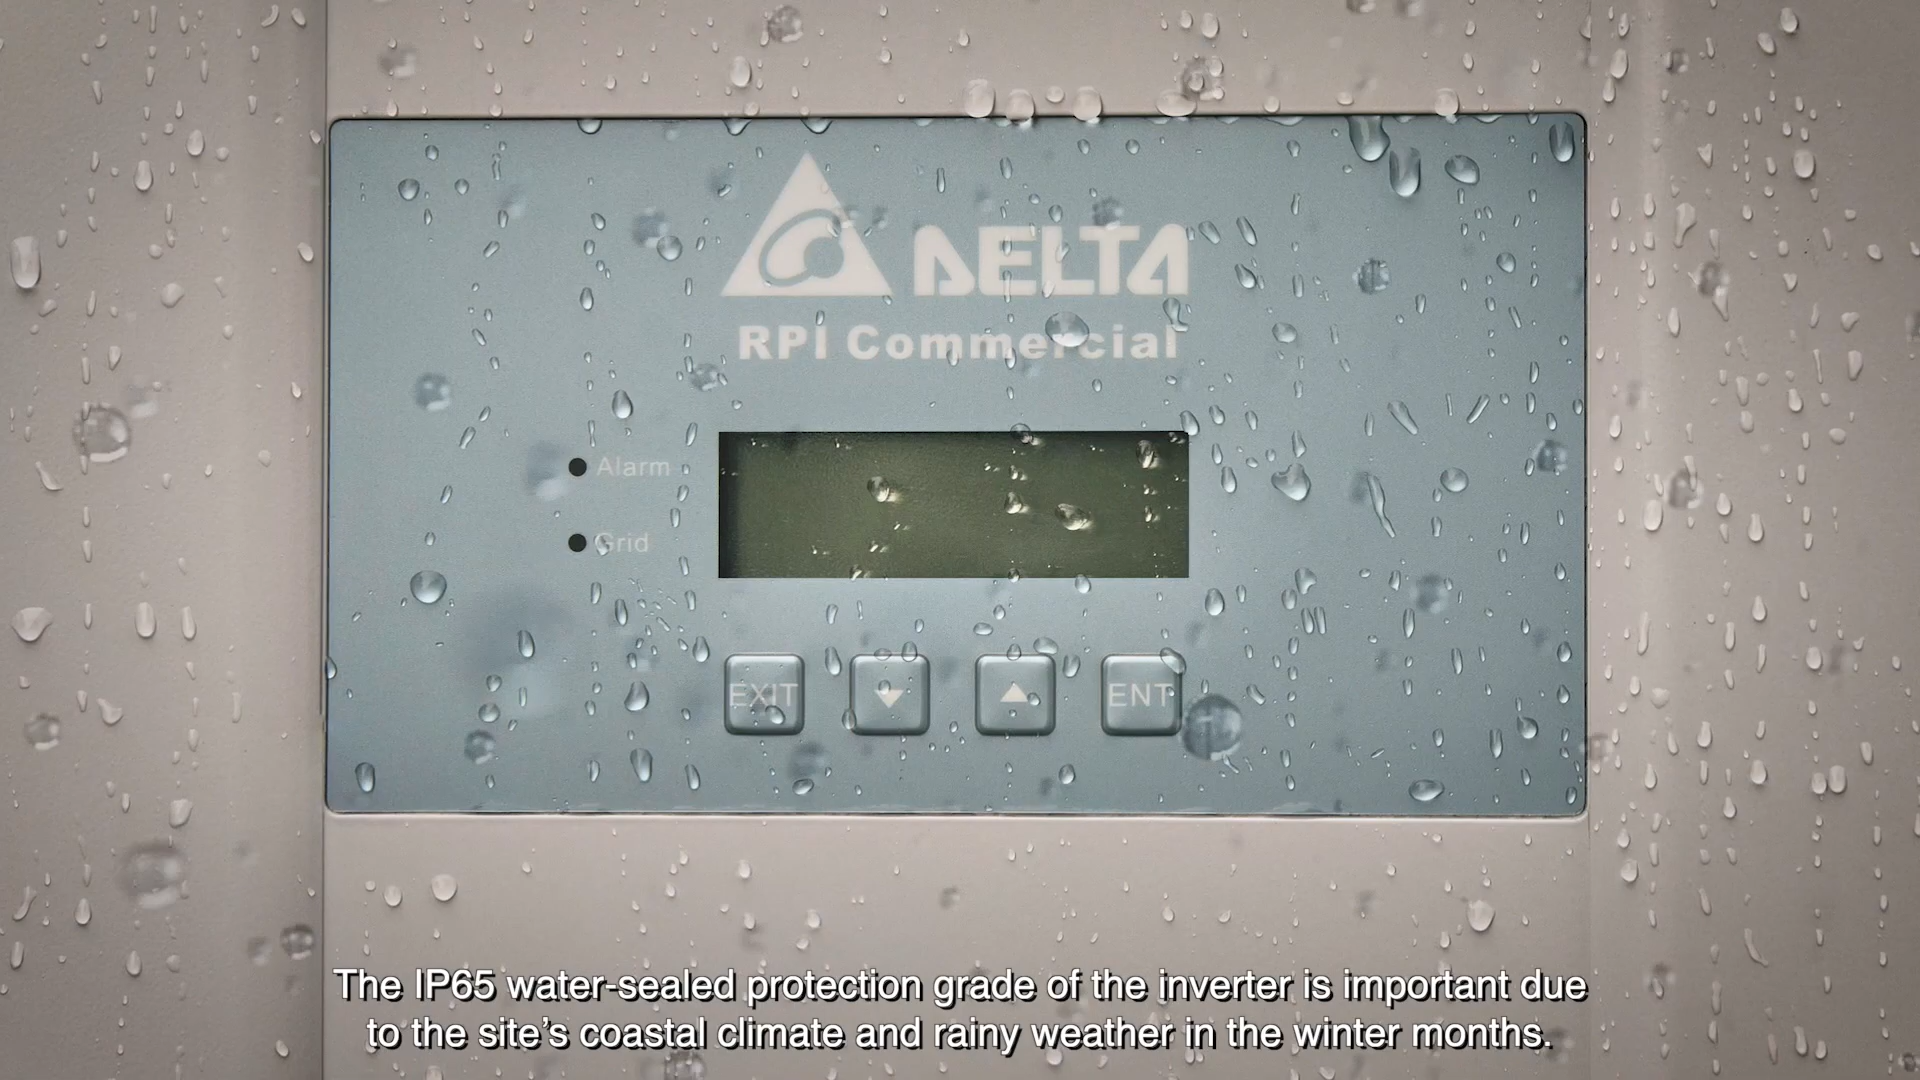 DELTA
RPI Commercial
Alarm
Grid
EXIT
ENT
The IP65 water-sealed protection grade of the inverter is important due
to the site’s coastal climate and rainy weather in the winter months.